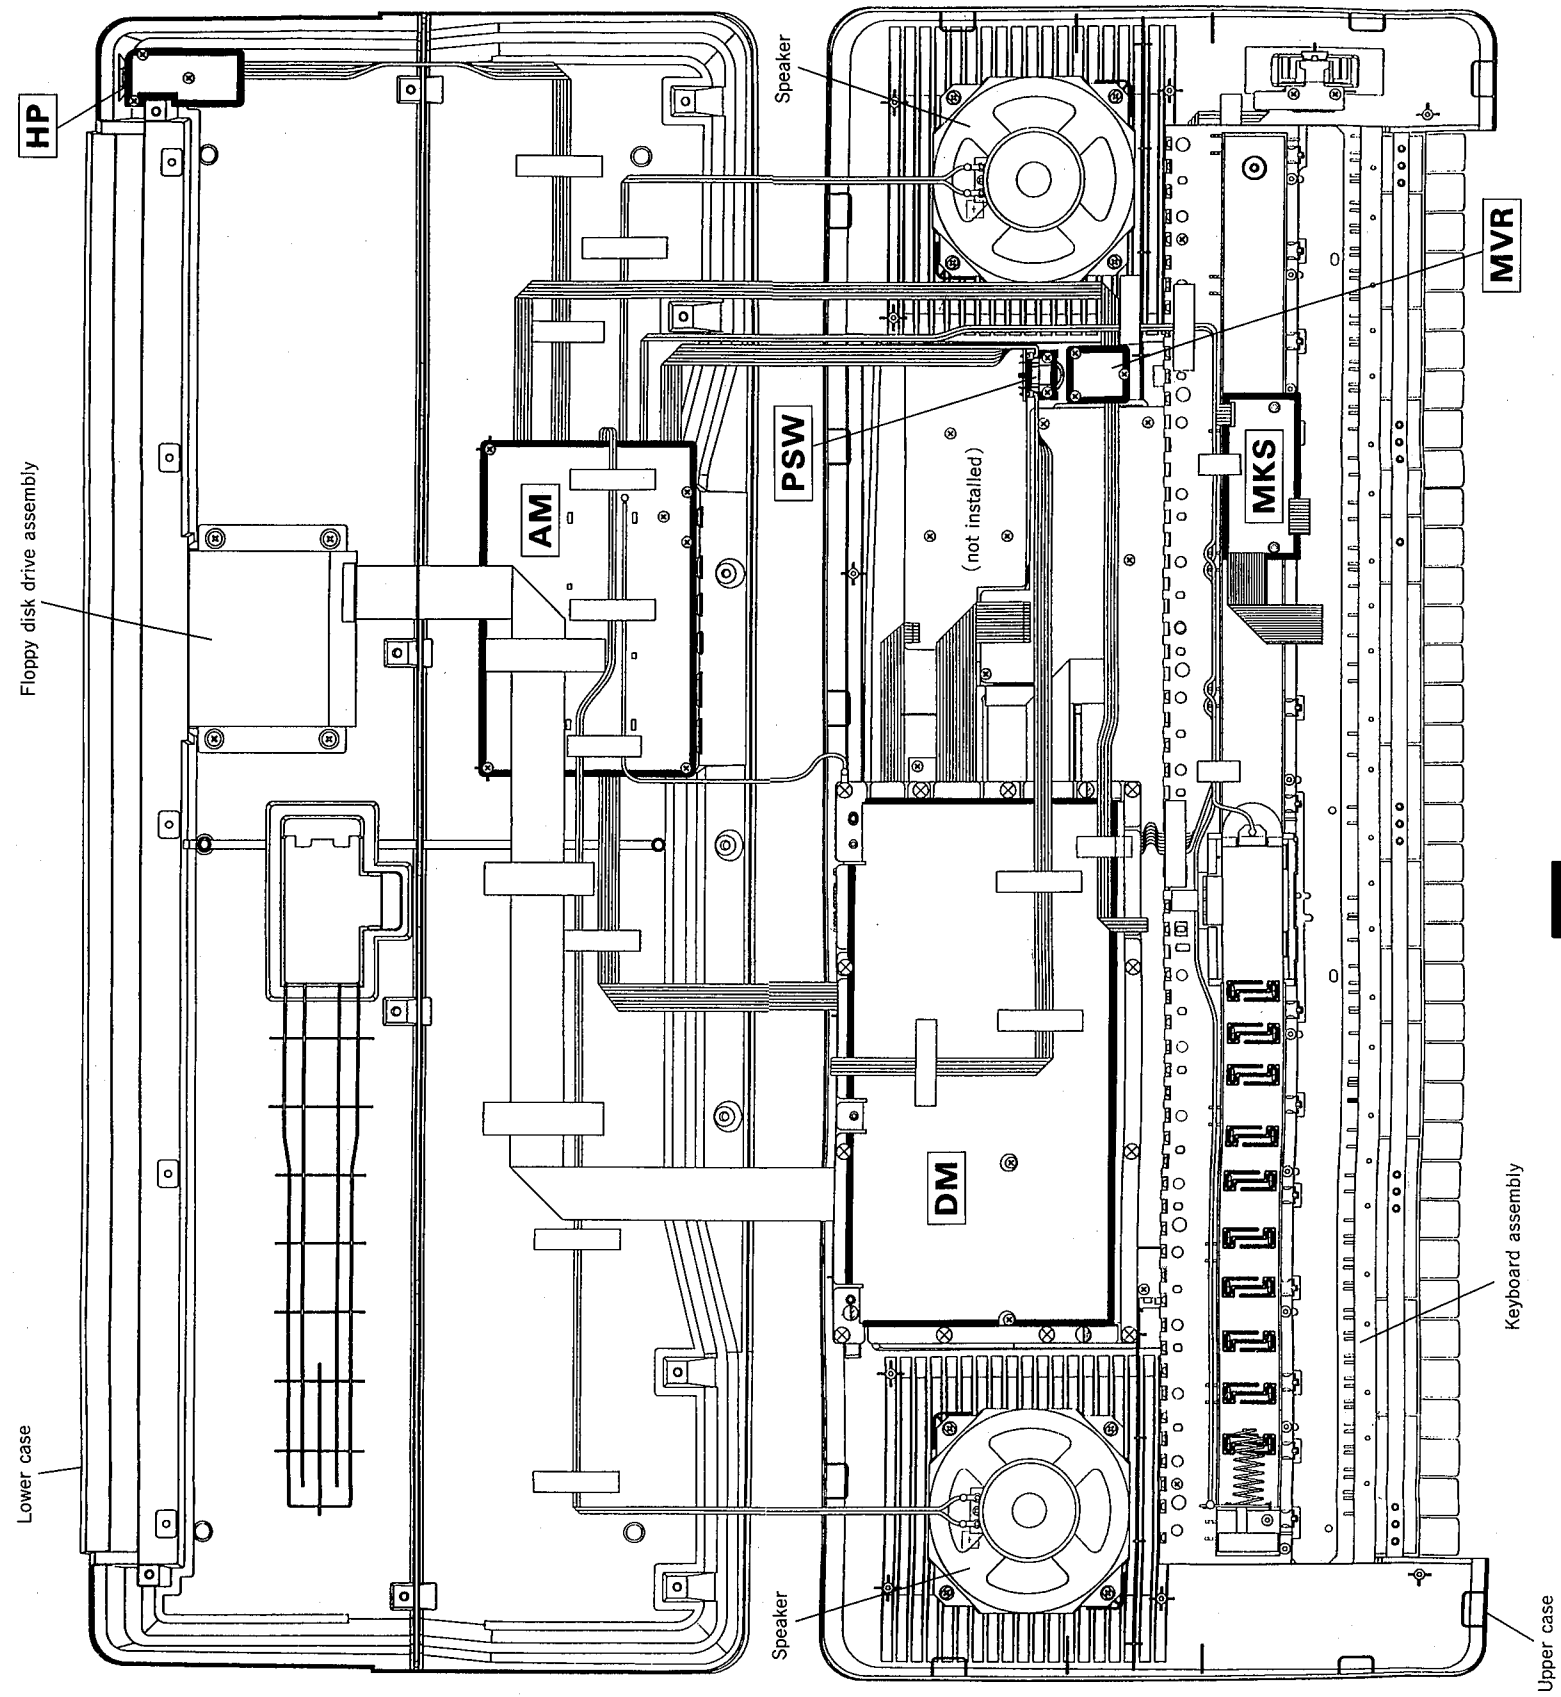 HP
Speaker
MVR
PSW
(not installed)
MKS
AM
Floppy disk drive assembly
DM
Keyboard assembly
Lower case
Speaker
Upper case